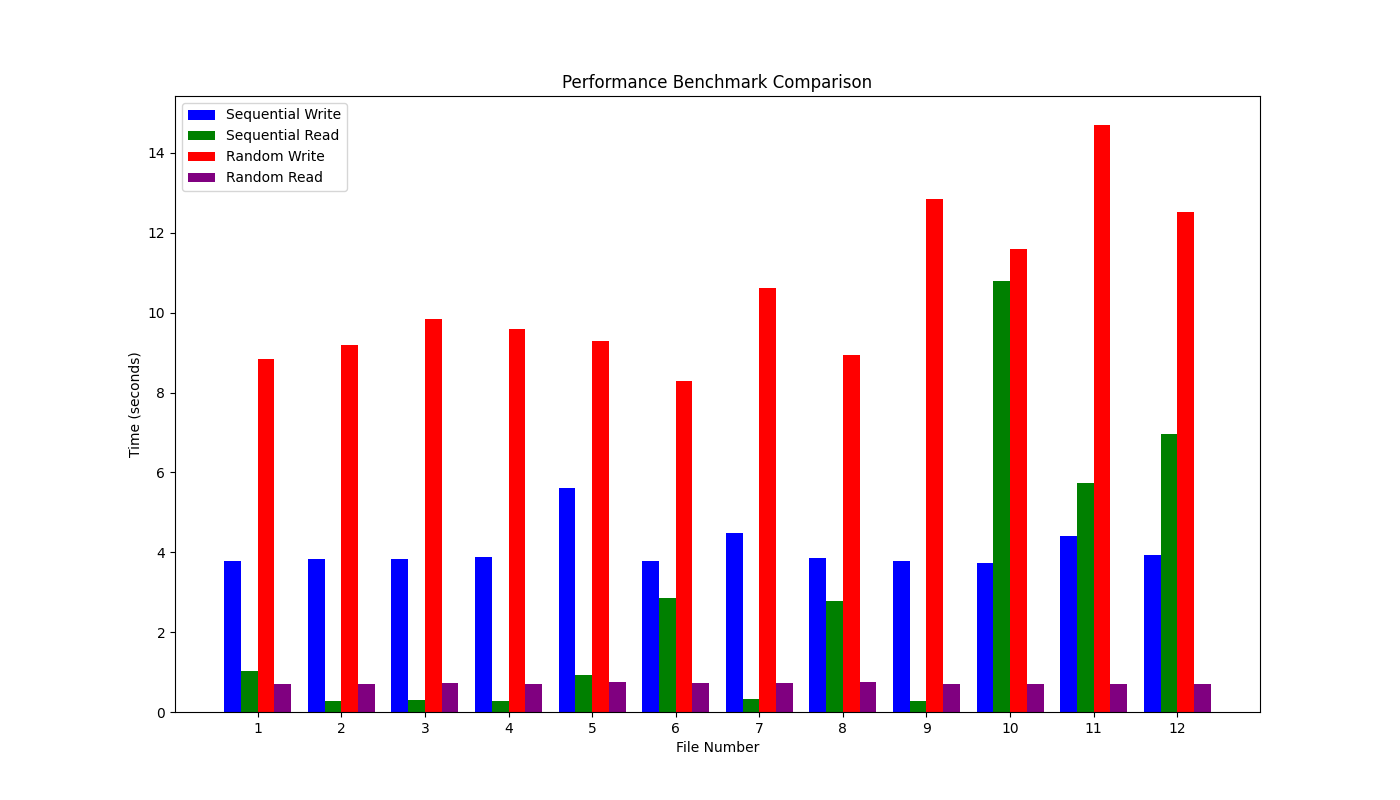 Performance Benchmark Comparison
Sequential Write
Sequential Read
Random Write
Random Read
14
12
10
8
6
4
2
0
Time (seconds)
1 2 3 4 5 6 7 8 9 10 11 12
File Number